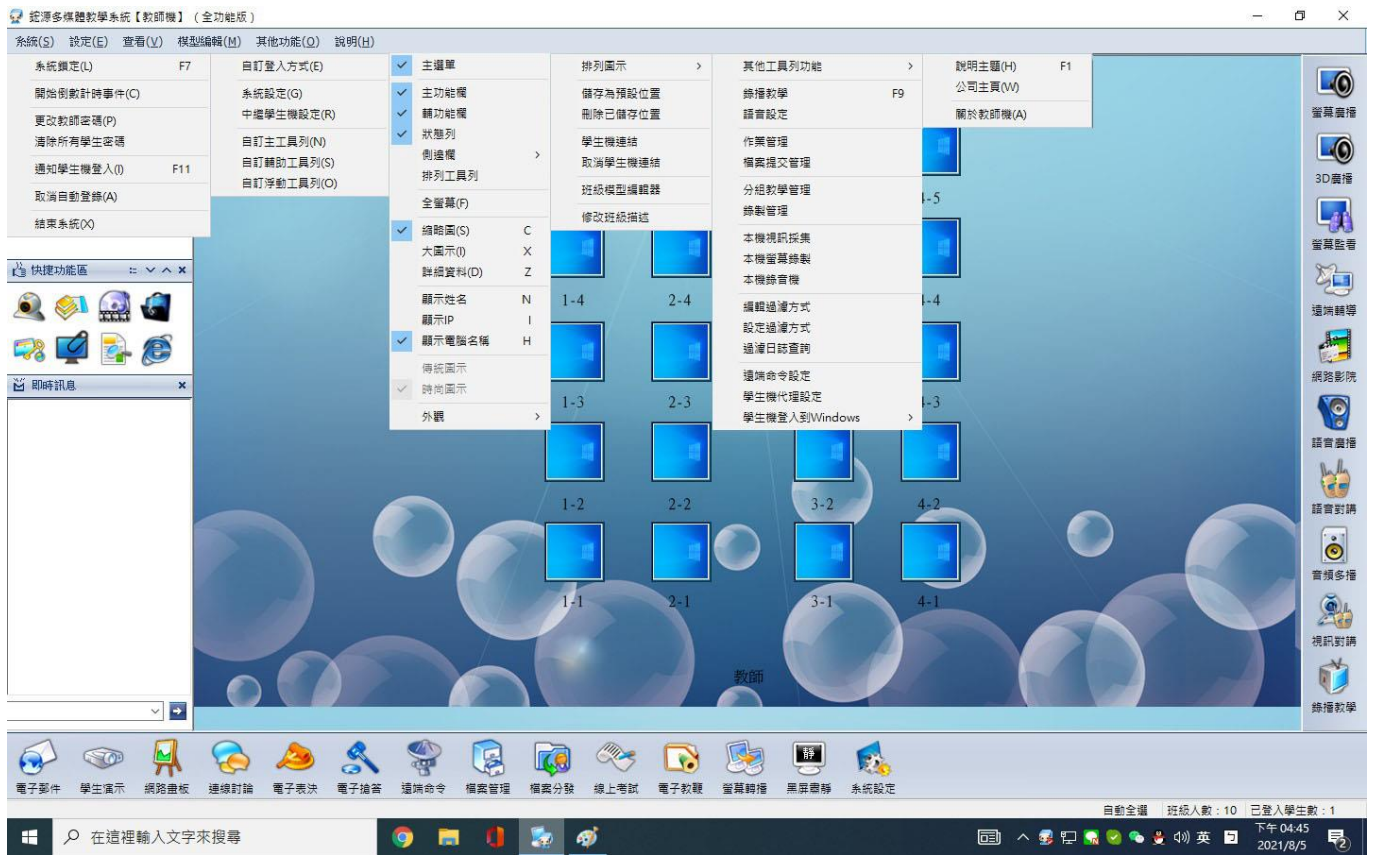 鉈源多煤體教學系統【教師機】（全功能版）
系統(S) 設定(E) 查看(V) 模型編輯(M) 其他功能(O) 說明(H)
系統鎖定(L) F7
開始倒數計時事件(C)
更改教師密碼(P)
清除所有學生密碼
通知學生機登入(I) F11
取消自動登錄(A)
結束系統(X)
自訂登入方式(E)
系統設定(G)
中繼學生機設定(R)
自訂主工具列(N)
自訂輔助工具列(S)
自訂浮動工具列(O)
主選單
主功能欄
輔功能欄
狀態列
側邊欄
排列工具列
全螢幕(F)
縮略圖(S) C
大圖示(I) X
詳細資料(D) Z
顯示姓名 N
顯示IP I
顯示電腦名稱 H
傳統圖示
時尚圖示
外觀
排列圖示
儲存為預設位置
刪除已儲存位置
學生機連結
取消學生機連結
班級模型編輯器
修改班級描述
其他工具列功能
錄播教學 F9
語音設定
作業管理
檔案提交管理
分組教學管理
錄製管理
本機視訊採集
本機螢幕錄製
本機錄音機
編輯過濾方式
設定過濾方式
過濾日誌查詢
遠端命令設定
學生機代理設定
學生機登入到Windows
說明主題(H) F1
公司主頁(W)
關於教師機(A)
快捷功能區
即時訊息
4-5
1-4 2-4 4-4
1-3 2-3 4-3
1-2 2-2 3-2 4-2
1-1 2-1 3-1 4-1
教師
螢幕廣播
3D廣播
螢幕監看
遠端輔導
網路影院
語音廣播
語音對講
音頻多播
視訊對講
錄播教學
電子郵件 學生演示 網路畫板 連線討論 電子表決 電子搶答 遠端命令 檔案管理 檔案分發 線上考試 電子教鞭 螢幕轉播 黑屏肅靜 系統設定
靜
自動全選 班級人數：10 已登入學生數：1
在這裡輸入文字來搜尋
英
下午 04:45
2021/8/5
2